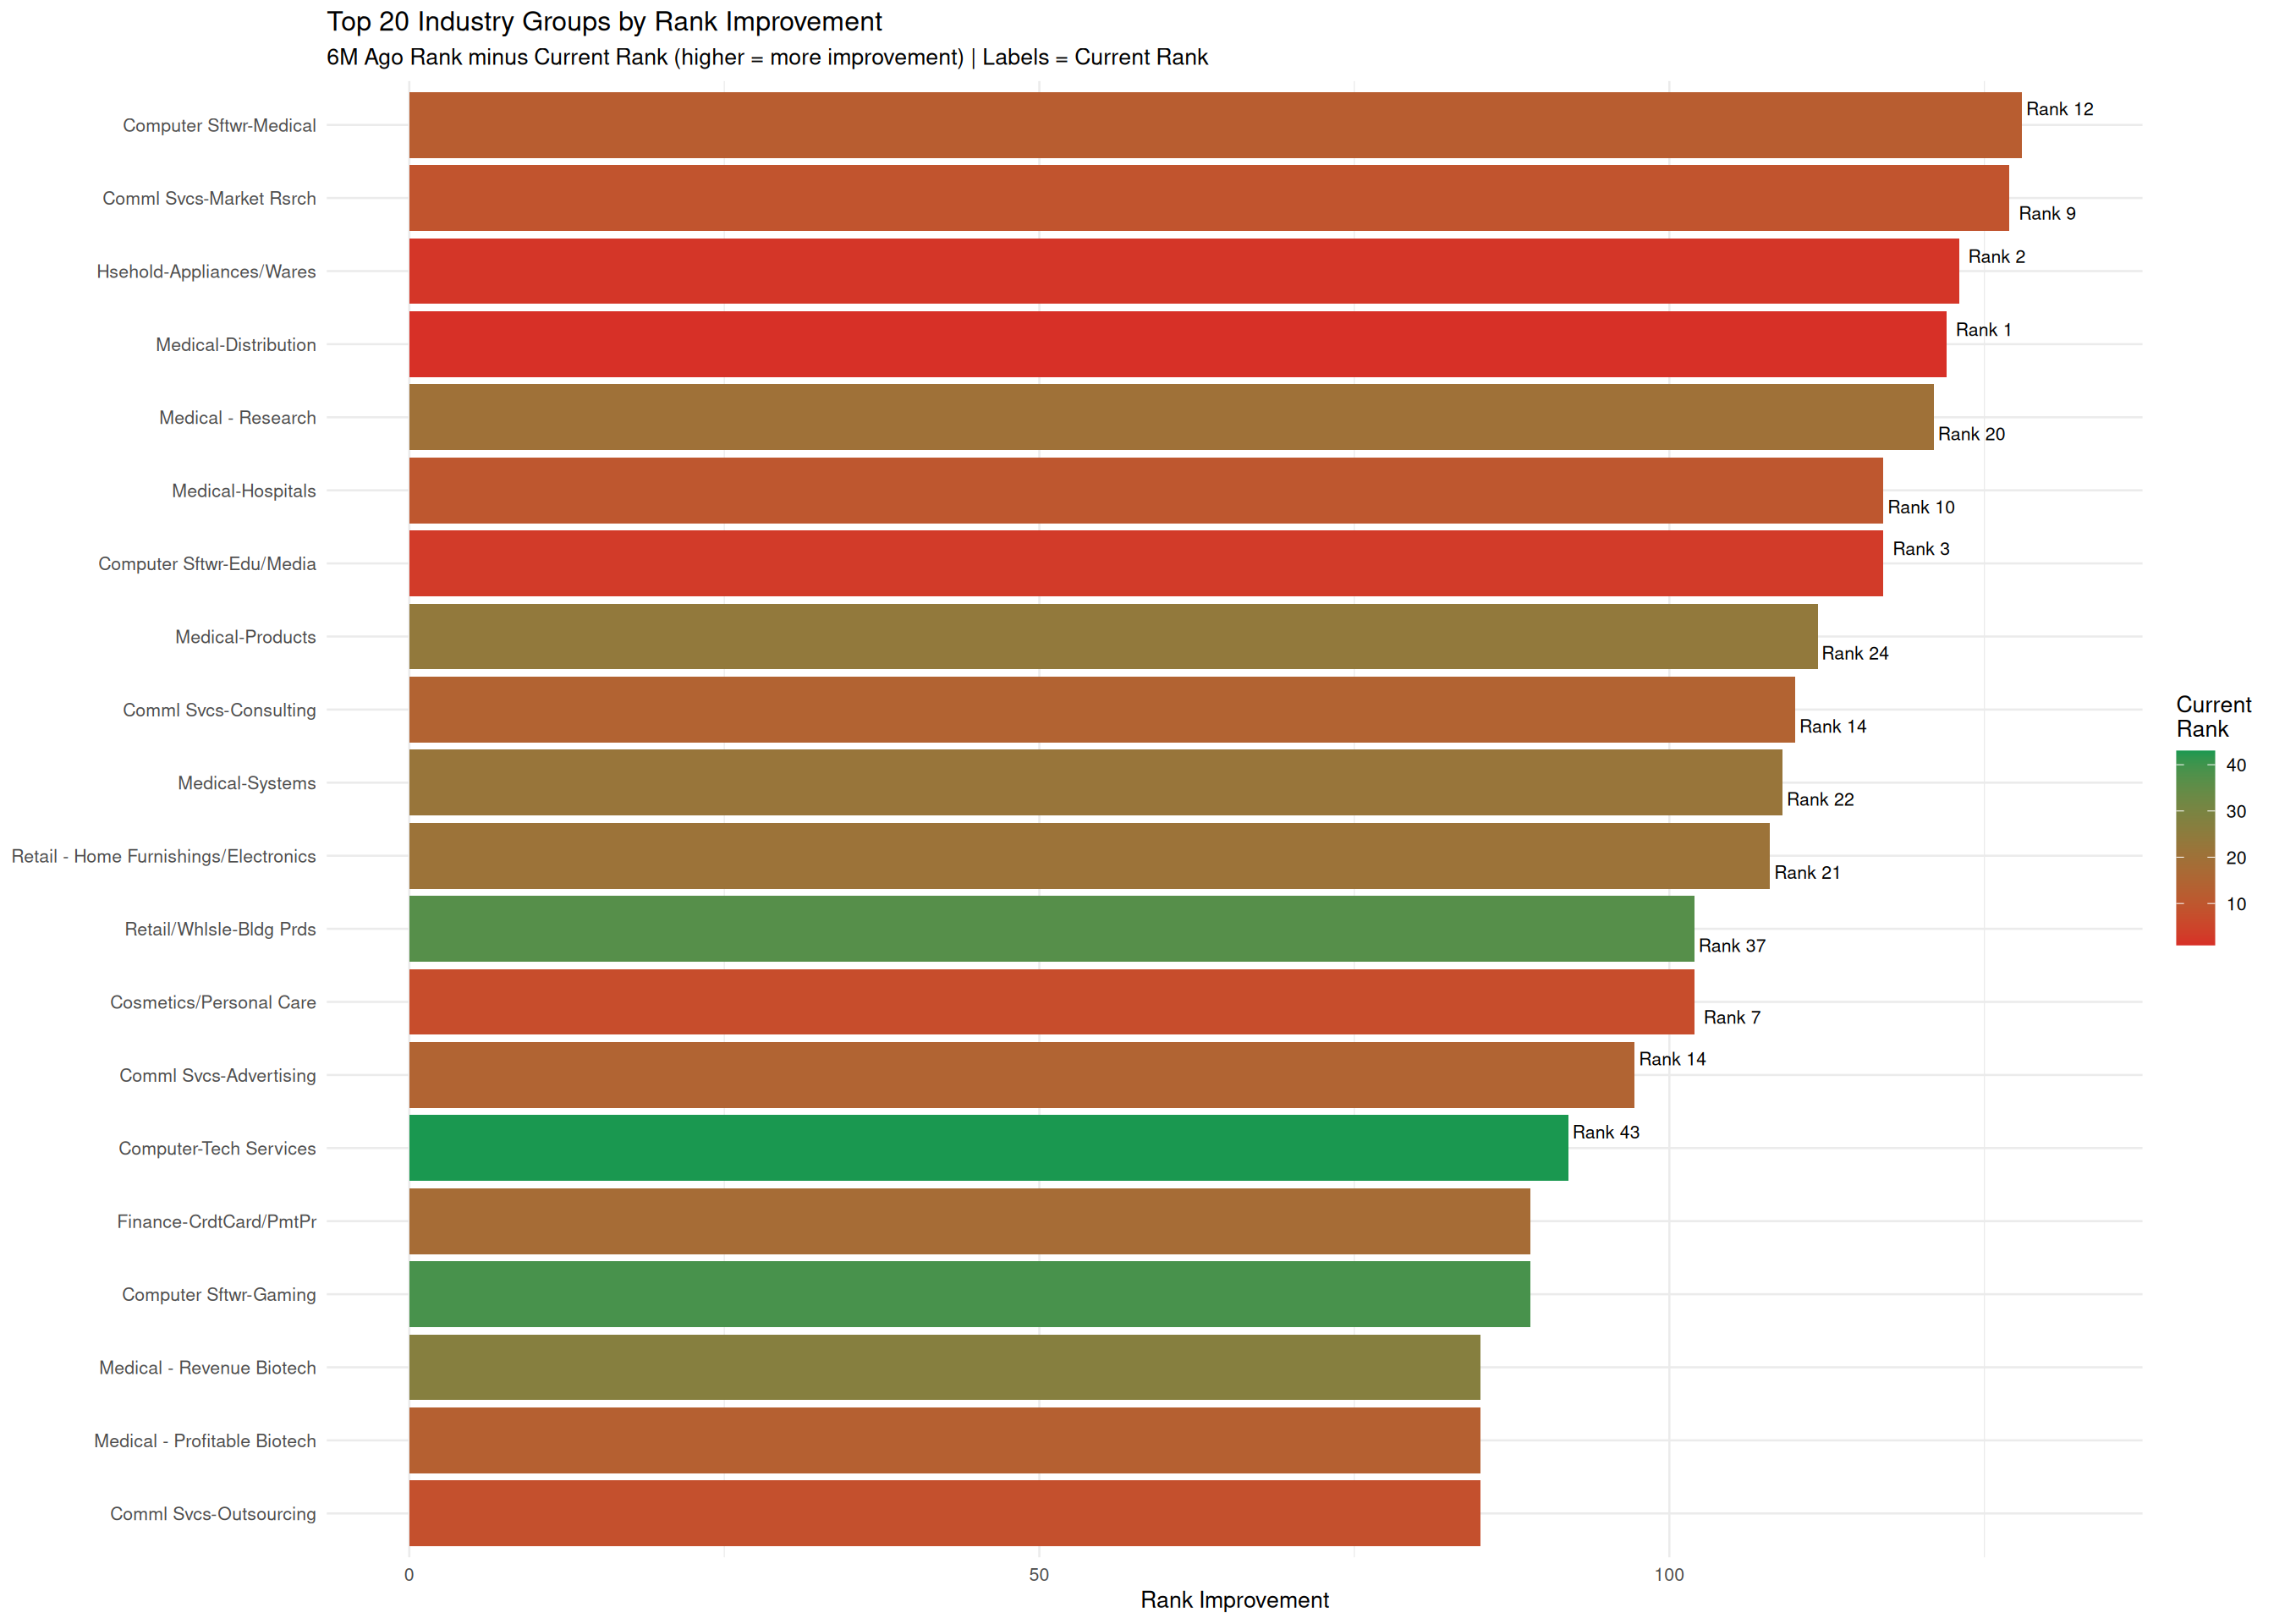 Top 20 Industry Groups by Rank Improvement
6M Ago Rank minus Current Rank (higher = more improvement) | Labels = Current Rank
Computer Sftwr-Medical
Rank 12
Comml Svcs-Market Rsrch
Rank 9
Hsehold-Appliances/Wares
Rank 2
Medical-Distribution
Rank 1
Medical - Research
Rank 20
Medical-Hospitals
Rank 10
Computer Sftwr-Edu/Media
Rank 3
Medical-Products
Rank 24
Comml Svcs-Consulting
Rank 14
Medical-Systems
Rank 22
Retail - Home Furnishings/Electronics
Rank 21
Retail/Whlsle-Bldg Prds
Rank 37
Cosmetics/Personal Care
Rank 7
Comml Svcs-Advertising
Rank 14
Computer-Tech Services
Rank 43
Finance-CrdtCard/PmtPr
Computer Sftwr-Gaming
Medical - Revenue Biotech
Medical - Profitable Biotech
Comml Svcs-Outsourcing
0
50
100
Rank Improvement
Current
Rank
40
30
20
10